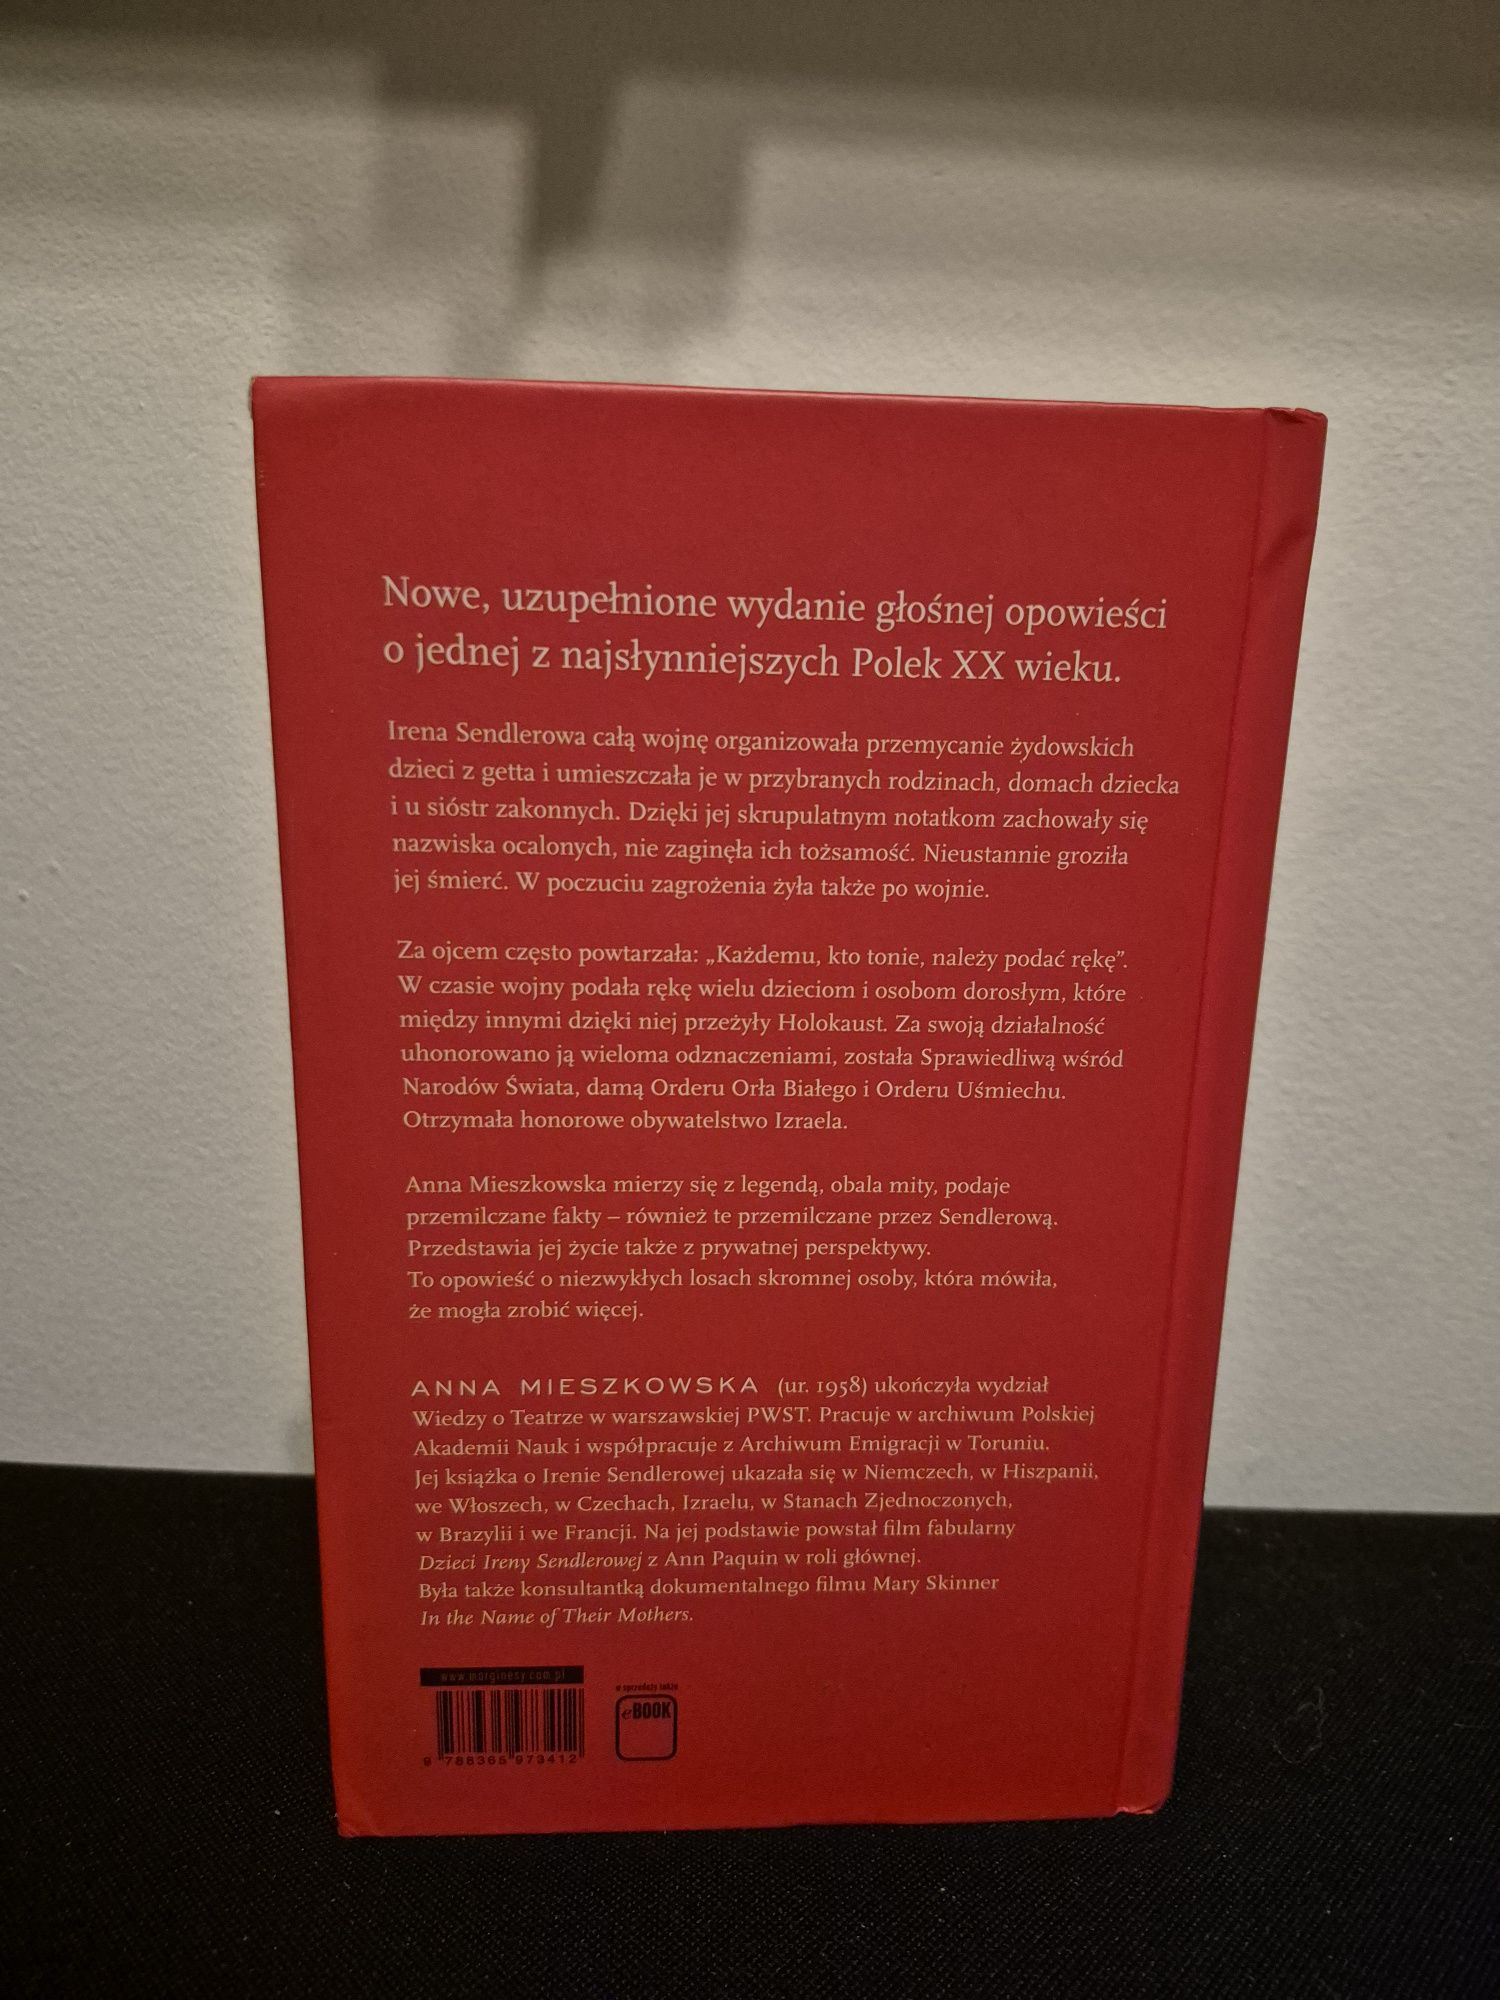 Nowe, uzupełnione wydanie głośnej opowieści
o jednej z najsłynniejszych Polek XX wieku.
Irena Sendlerowa całą wojnę organizowała przemycanie żydowskich
dzieci z getta i umieszczała je w przybranych rodzinach, domach dziecka
i u sióstr zakonnych. Dzięki jej skrupulatnym notatkom zachowały się
nazwiska ocalonych, nie zaginęła ich tożsamość. Nieustannie groziła
jej śmierć. W poczuciu zagrożenia żyła także po wojnie.
Za ojcem często powtarzała: „Każdemu, kto tonie, należy podać rękę”.
W czasie wojny podała rękę wielu dzieciom i osobom dorosłym, które
między innymi dzięki niej przeżyły Holokaust. Za swoją działalność
uhonorowano ją wieloma odznaczeniami, została Sprawiedliwą wśród
Narodów Świata, damą Orderu Orła Białego i Orderu Uśmiechu.
Otrzymała honorowe obywatelstwo Izraela.
Anna Mieszkowska mierzy się z legendą, obala mity, podaje
przemilczane fakty – również te przemilczane przez Sendlerową.
Przedstawia jej życie także z prywatnej perspektywy.
To opowieść o niezwykłych losach skromnej osoby, która mówiła,
że mogła zrobić więcej.
ANNA MIESZKOWSKA (ur. 1958) ukończyła wydział
Wiedzy o Teatrze w warszawskiej PWST. Pracuje w archiwum Polskiej
Akademii Nauk i współpracuje z Archiwum Emigracji w Toruniu.
Jej książka o Irenie Sendlerowej ukazała się w Niemczech, w Hiszpanii,
we Włoszech, w Czechach, Izraelu, w Stanach Zjednoczonych,
w Brazylii i we Francji. Na jej podstawie powstał film fabularny
Dzieci Ireny Sendlerowej z Ann Paquin w roli głównej.
Była także konsultantką dokumentalnego filmu Mary Skinner
In the Name of Their Mothers.
www.marginesy.com.pl
w sprzedaży także
eBOOK
9 788365 973412